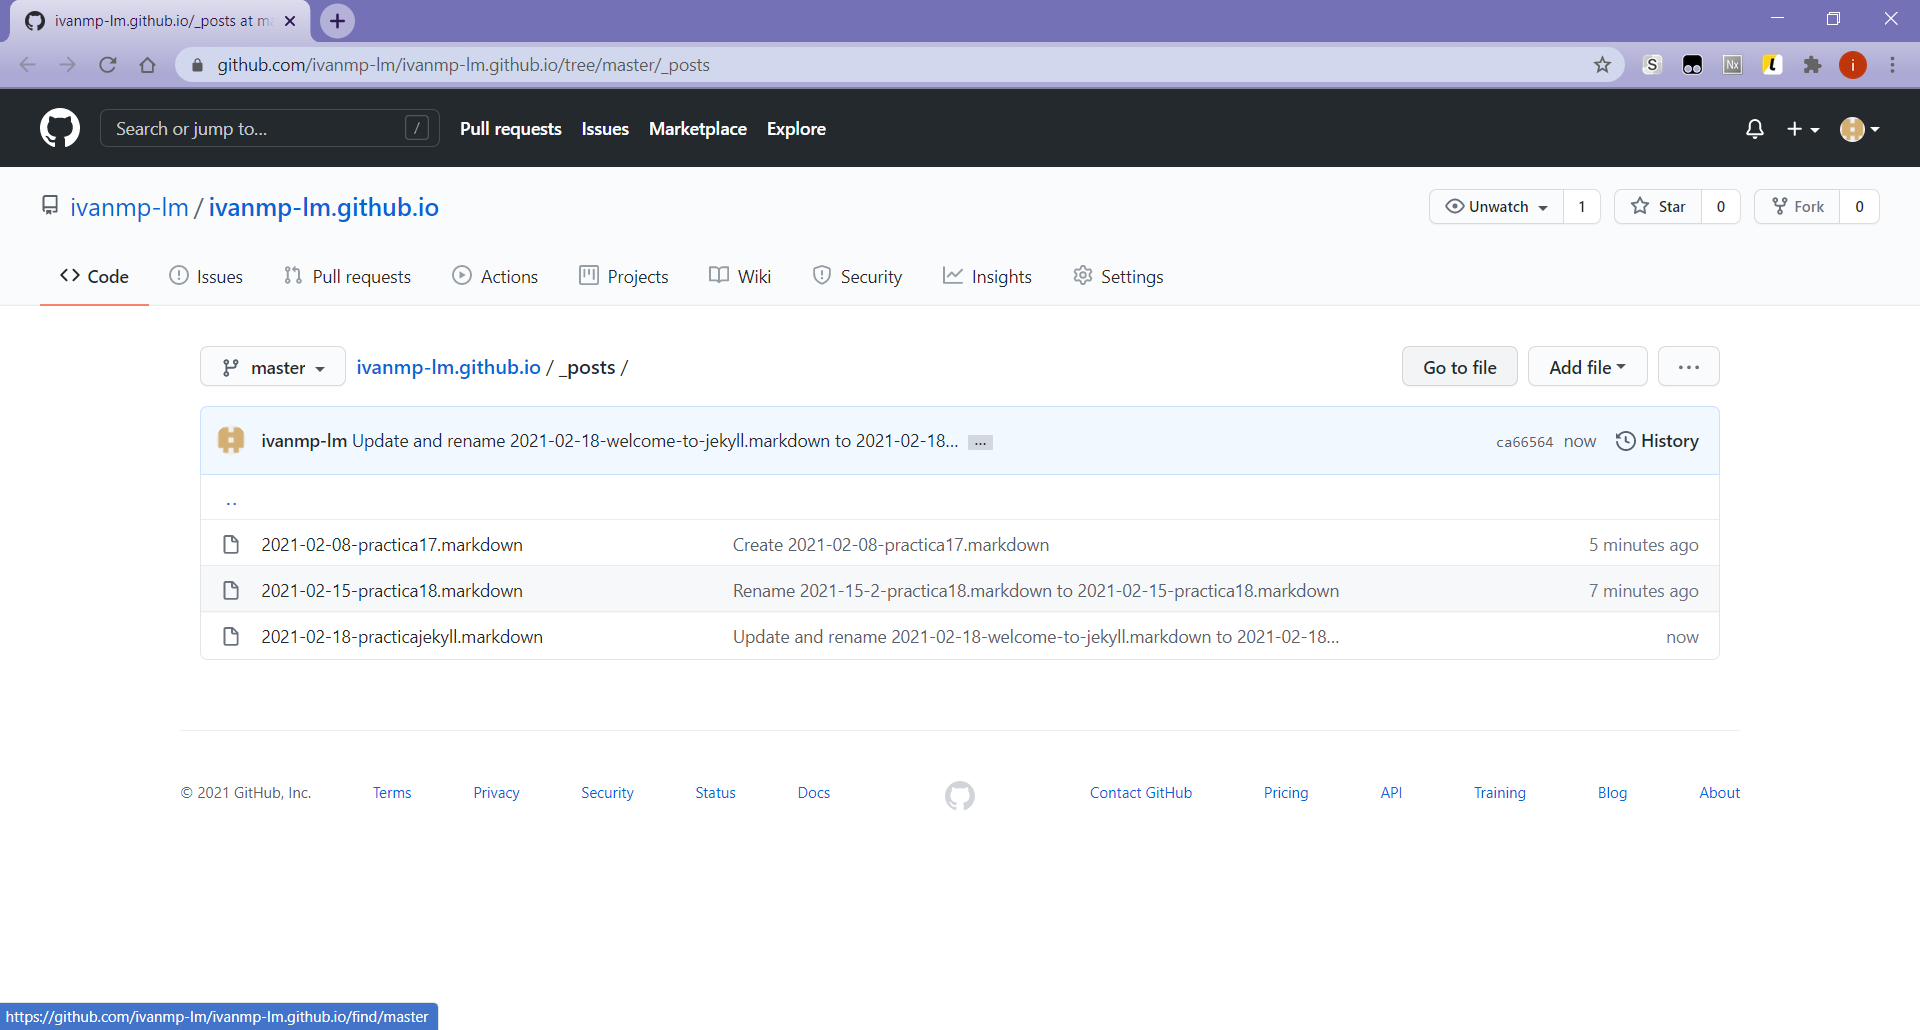 ivanmp-lm.github.io/_posts at ma
github.com/ivanmp-lm/ivanmp-lm.github.io/tree/master/_posts
S
Nx
i
Search or jump to... /
Pull requests Issues Marketplace Explore
ivanmp-lm / ivanmp-lm.github.io
Unwatch 1
Star 0
Fork 0
Code Issues Pull requests Actions Projects Wiki Security Insights Settings
master
ivanmp-lm.github.io / _posts /
Go to file
Add file
...
ivanmp-lm Update and rename 2021-02-18-welcome-to-jekyll.markdown to 2021-02-18... ... ca66564 now History
..
2021-02-08-practica17.markdown Create 2021-02-08-practica17.markdown 5 minutes ago
2021-02-15-practica18.markdown Rename 2021-15-2-practica18.markdown to 2021-02-15-practica18.markdown 7 minutes ago
2021-02-18-practicajekyll.markdown Update and rename 2021-02-18-welcome-to-jekyll.markdown to 2021-02-18... now
© 2021 GitHub, Inc. Terms Privacy Security Status Docs Contact GitHub Pricing API Training Blog About
https://github.com/ivanmp-lm/ivanmp-lm.github.io/find/master